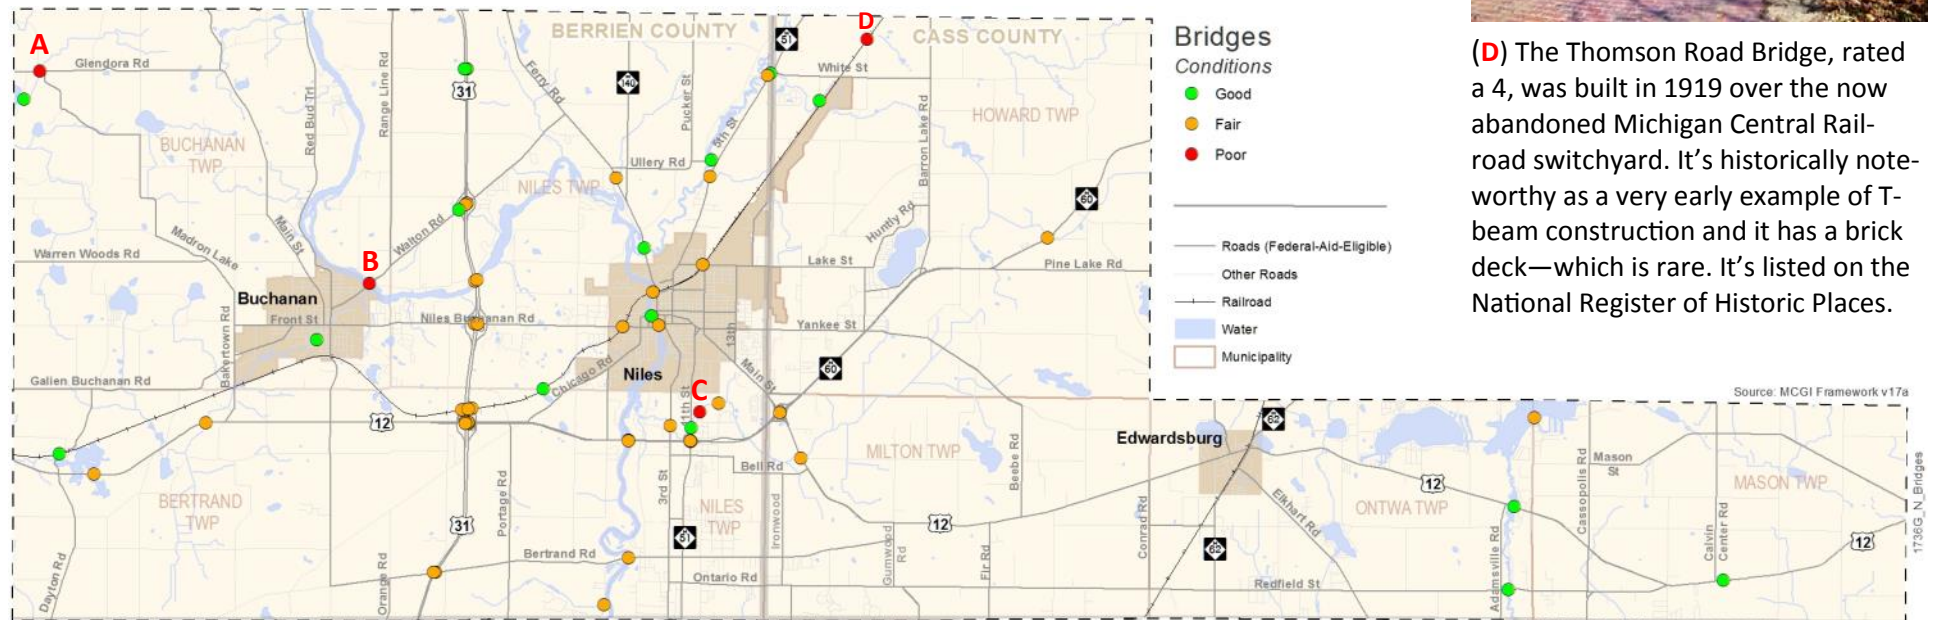 A
D
BERRIEN COUNTY
CASS COUNTY
51
Glendora Rd
White St
31
140
Red Bud Trl
Range Line Rd
Ferry Rd
Pucker St
5th St
Barron Lake Rd
HOWARD TWP
BUCHANAN
TWP
Ullery Rd
NILES TWP
60
Main St
Walton Rd
Huntly Rd
Madron Lake
Warren Woods Rd
B
Lake St
Pine Lake Rd
Buchanan
Front St
Niles Buchanan Rd
Yankee St
Bakertown Rd
13th
Chicago Rd
Main St
60
Niles
Galien Buchanan Rd
C
11th St
12
Edwardsburg
62
MILTON TWP
Beebe Rd
Bell Rd
BERTRAND
TWP
Portage Rd
3rd St
NILES
TWP
Ironwood
31
51
12
Gumwood
Rd
Fir Rd
Conrad Rd
62
Elkhart Rd
ONTWA TWP
12
Cassopolis Rd
Mason
St
MASON TWP
Adamsville Rd
Calvin
Center Rd
12
Bertrand Rd
Ontario Rd
Redfield St
Dayton Rd
Orange Rd
Bridges
Conditions
Good
Fair
Poor
Roads (Federal-Aid-Eligible)
Other Roads
Railroad
Water
Municipality
Source: MCGI Framework v17a
1736G_N_Bridges
(D) The Thomson Road Bridge, rated
a 4, was built in 1919 over the now
abandoned Michigan Central Rail-
road switchyard. It’s historically note-
worthy as a very early example of T-
beam construction and it has a brick
deck—which is rare. It’s listed on the
National Register of Historic Places.